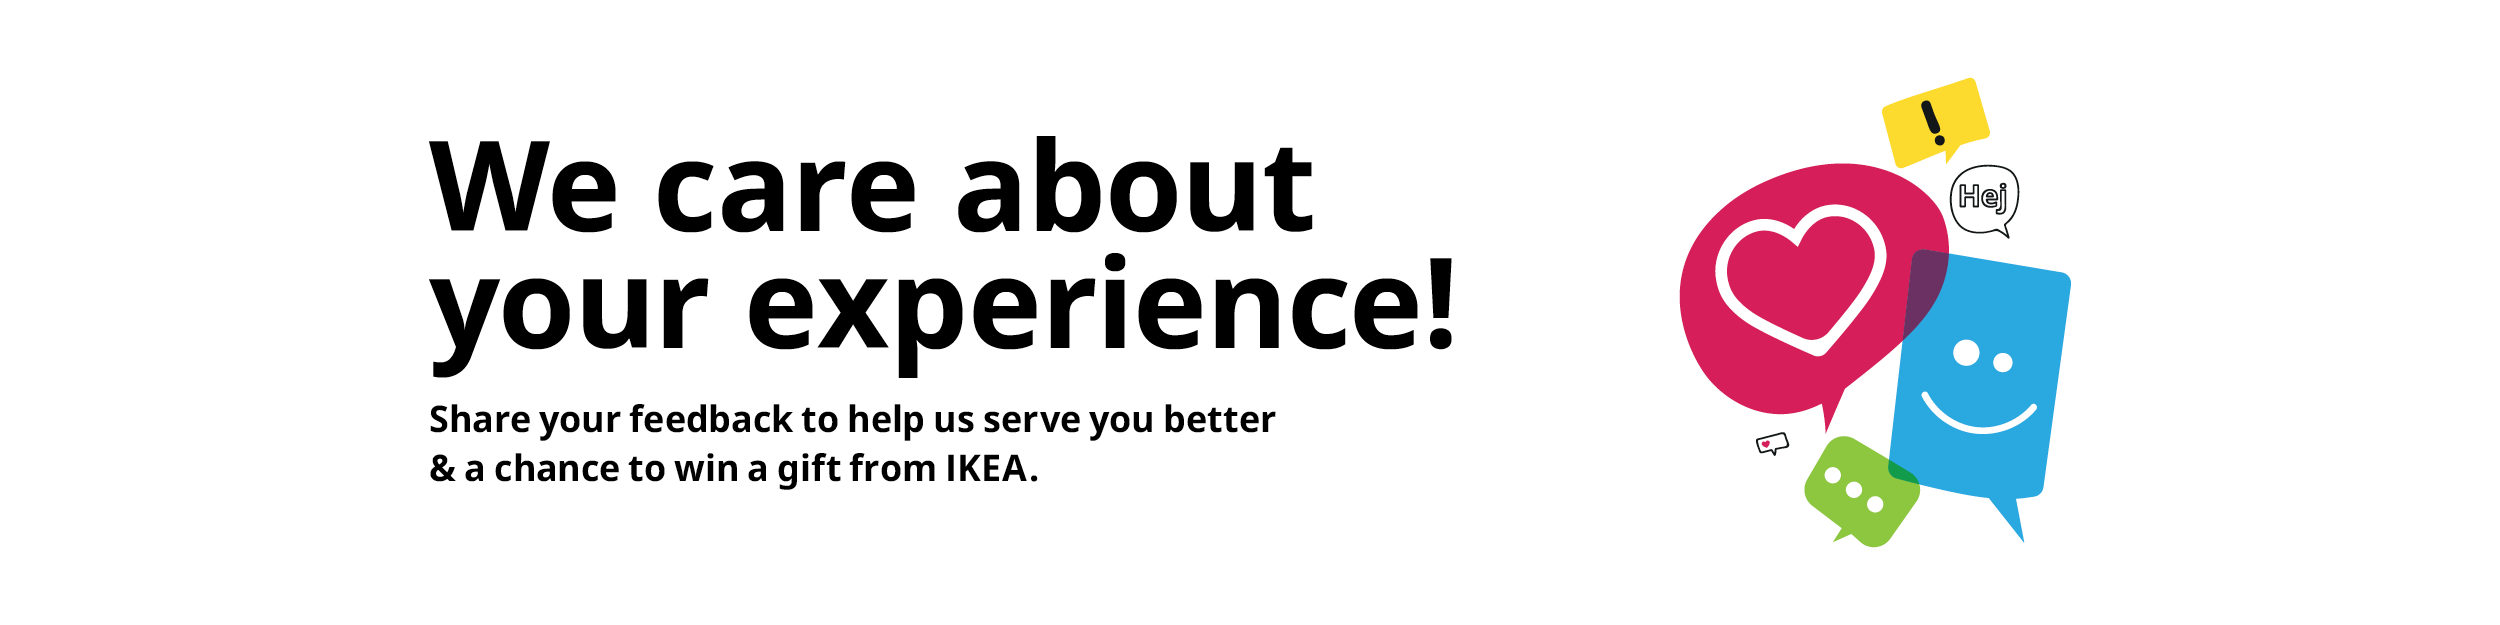 We care about
your experience!
Share your feedback to help us serve you better
& a chance to win a gift from IKEA.
!
Hej